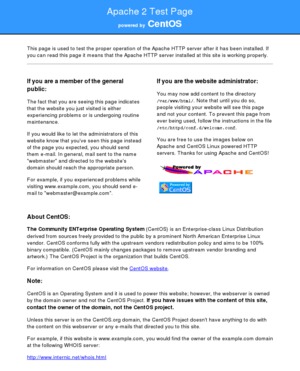 Apache 2 Test Page
powered by CentOS
This page is used to test the proper operation of the Apache HTTP server after it has been installed. If
you can read this page it means that the Apache HTTP server installed at this site is working properly.
If you are a member of the general
public:
The fact that you are seeing this page indicates
that the website you just visited is either
experiencing problems or is undergoing routine
maintenance.
If you would like to let the administrators of this
website know that you've seen this page instead
of the page you expected, you should send
them e-mail. In general, mail sent to the name
"webmaster" and directed to the website's
domain should reach the appropriate person.
For example, if you experienced problems while
visiting www.example.com, you should send e-
mail to "webmaster@example.com".
If you are the website administrator:
You may now add content to the directory
/var/www/html/. Note that until you do so,
people visiting your website will see this page
and not your content. To prevent this page from
ever being used, follow the instructions in the file
/etc/httpd/conf.d/welcome.conf.
You are free to use the images below on
Apache and CentOS Linux powered HTTP
servers. Thanks for using Apache and CentOS!
Powered by
APACHE
Powered by
CentOS
About CentOS:
The Community ENTerprise Operating System (CentOS) is an Enterprise-class Linux Distribution
derived from sources freely provided to the public by a prominent North American Enterprise Linux
vendor. CentOS conforms fully with the upstream vendors redistribution policy and aims to be 100%
binary compatible. (CentOS mainly changes packages to remove upstream vendor branding and
artwork.) The CentOS Project is the organization that builds CentOS.
For information on CentOS please visit the CentOS website.
Note:
CentOS is an Operating System and it is used to power this website; however, the webserver is owned
by the domain owner and not the CentOS Project. If you have issues with the content of this site,
contact the owner of the domain, not the CentOS project.
Unless this server is on the CentOS.org domain, the CentOS Project doesn't have anything to do with
the content on this webserver or any e-mails that directed you to this site.
For example, if this website is www.example.com, you would find the owner of the example.com domain
at the following WHOIS server:
http://www.internic.net/whois.html